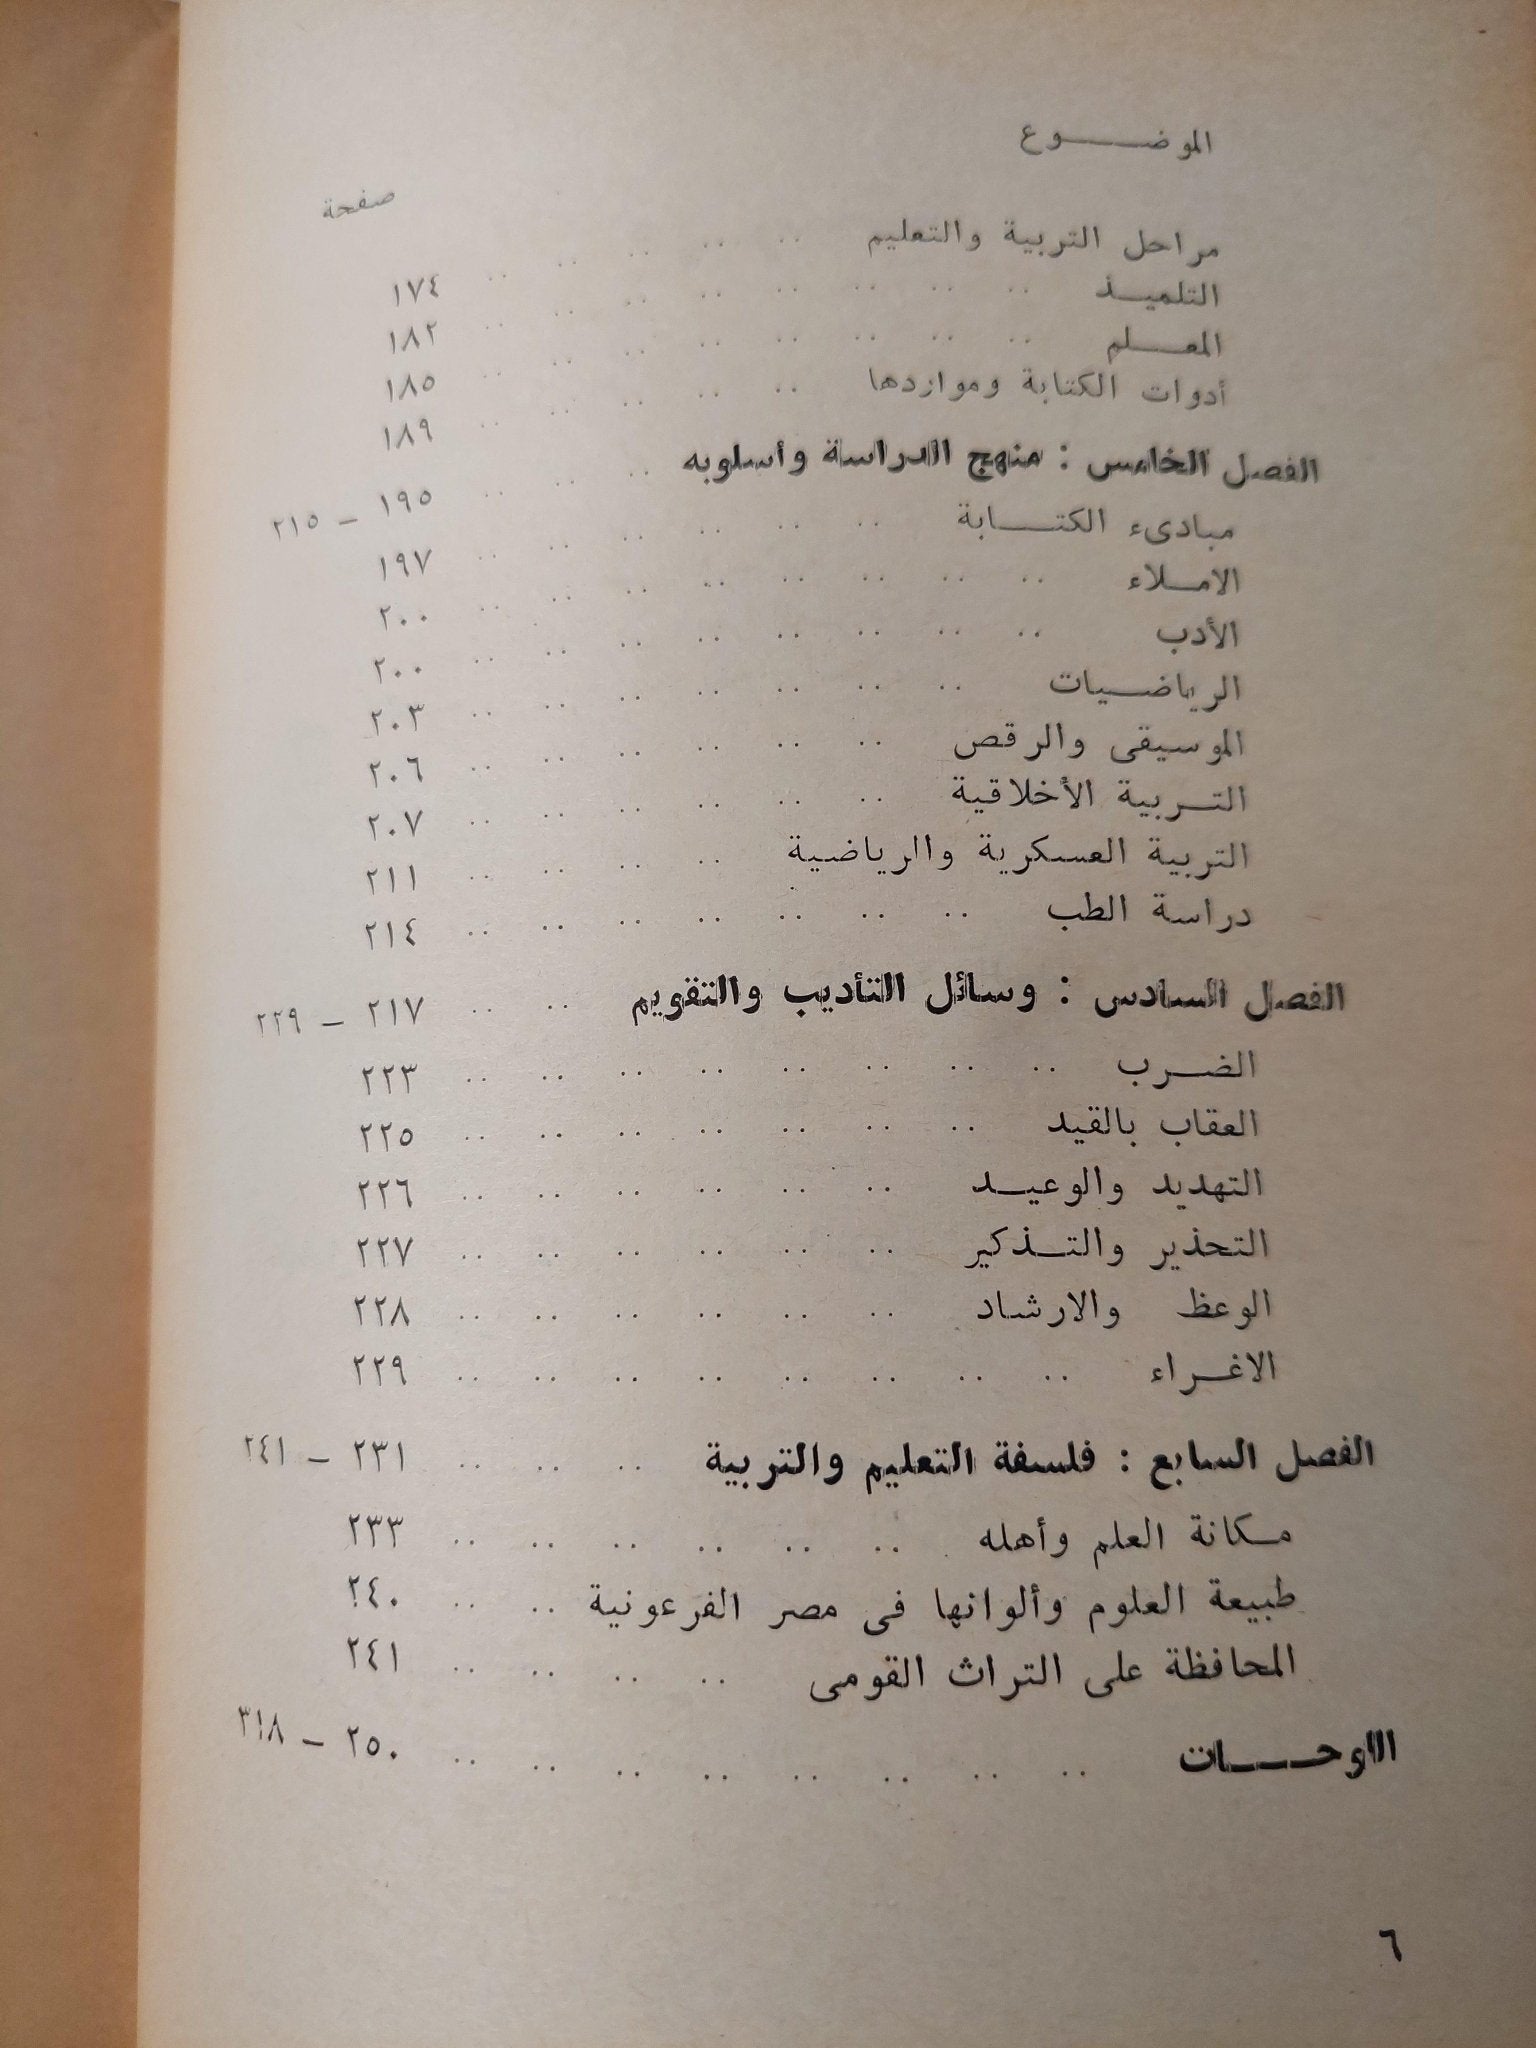 الموضوع
صفحة
مراحل التربية والتعليم .. .. .. .. .. ١٧٤
التلميذ .. .. .. .. .. .. .. .. ١٨٢
المعلم .. .. .. .. .. .. .. .. ١٨٥
أدوات الكتابة ومواردها .. .. .. .. .. ١٨٩
الفصل الخامس : منهج الدراسة وأسلوبه .. .. .. ١٩٥ – ٢١٥
مبادىء الكتابة .. .. .. .. .. .. ١٩٧
الاملاء .. .. .. .. .. .. .. .. ٢٠٠
الأدب .. .. .. .. .. .. .. .. ٢٠٠
الرياضيات .. .. .. .. .. .. .. ٢٠٣
الموسيقى والرقص .. .. .. .. .. .. ٢٠٦
التربية الأخلاقية .. .. .. .. .. .. ٢٠٧
التربية العسكرية والرياضية .. .. .. .. ٢١١
دراسة الطب .. .. .. .. .. .. .. ٢١٤
الفصل السادس : وسائل التأديب والتقويم .. .. ٢١٧ – ٢٢٩
الضرب .. .. .. .. .. .. .. .. ٢٢٣
العقاب بالقيد .. .. .. .. .. .. .. ٢٢٥
التهديد والوعيد .. .. .. .. .. .. ٢٢٦
التحذير والتذكير .. .. .. .. .. .. ٢٢٧
الوعظ والارشاد .. .. .. .. .. .. ٢٢٨
الاغراء .. .. .. .. .. .. .. .. ٢٢٩
الفصل السابع : فلسفة التعليم والتربية .. .. .. ٢٣١ – ٢٤١
مكانة العلم وأهله .. .. .. .. .. .. ٢٣٣
طبيعة العلوم وألوانها فى مصر الفرعونية .. .. ٢٤٠
المحافظة على التراث القومى .. .. .. .. ٢٤١
اللوحات .. .. .. .. .. .. .. .. .. ٢٥٠ – ٣١٨
٦